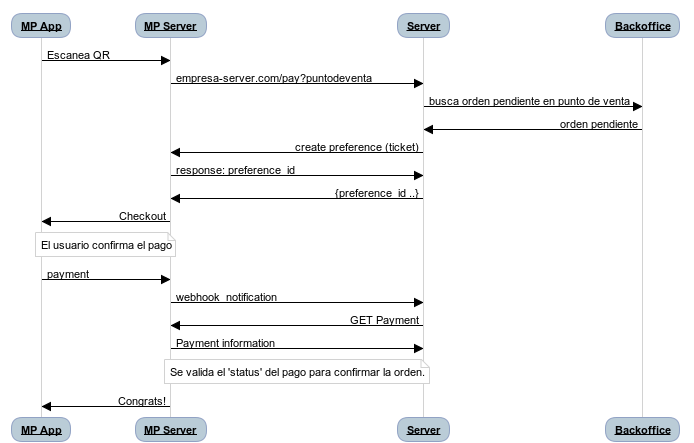 MP App MP Server Server Backoffice
Escanea QR
empresa-server.com/pay?puntodeventa
busca orden pendiente en punto de venta
orden pendiente
create preference (ticket)
response: preference_id
{preference_id ..}
Checkout
El usuario confirma el pago
payment
webhook_notification
GET Payment
Payment information
Se valida el 'status' del pago para confirmar la orden.
Congrats!
MP App MP Server Server Backoffice